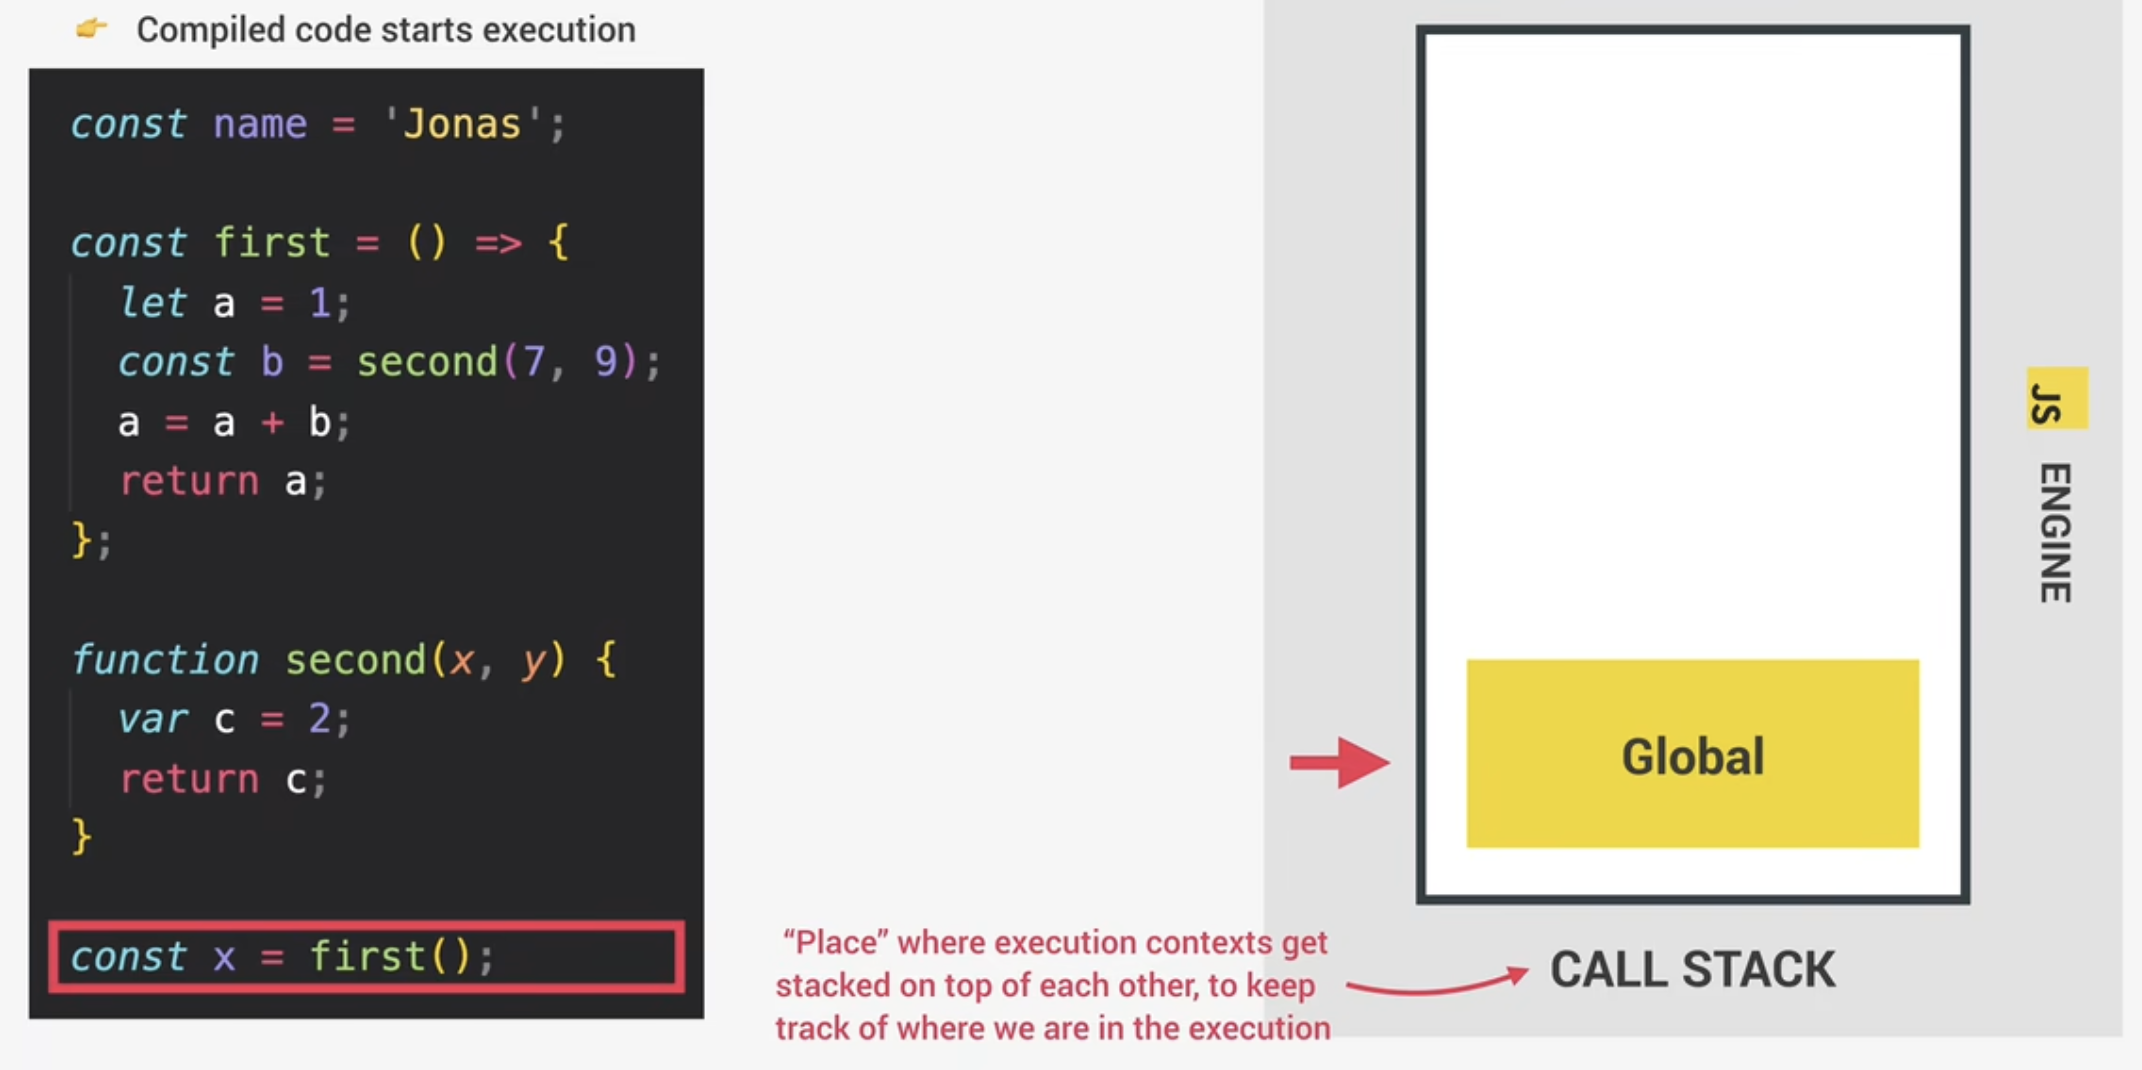 👉 Compiled code starts execution
const name = 'Jonas';
const first = () => {
let a = 1;
const b = second(7, 9);
a = a + b;
return a;
};
function second(x, y) {
var c = 2;
return c;
}
const x = first();
“Place” where execution contexts get
stacked on top of each other, to keep
track of where we are in the execution
Global
CALL STACK
JS ENGINE